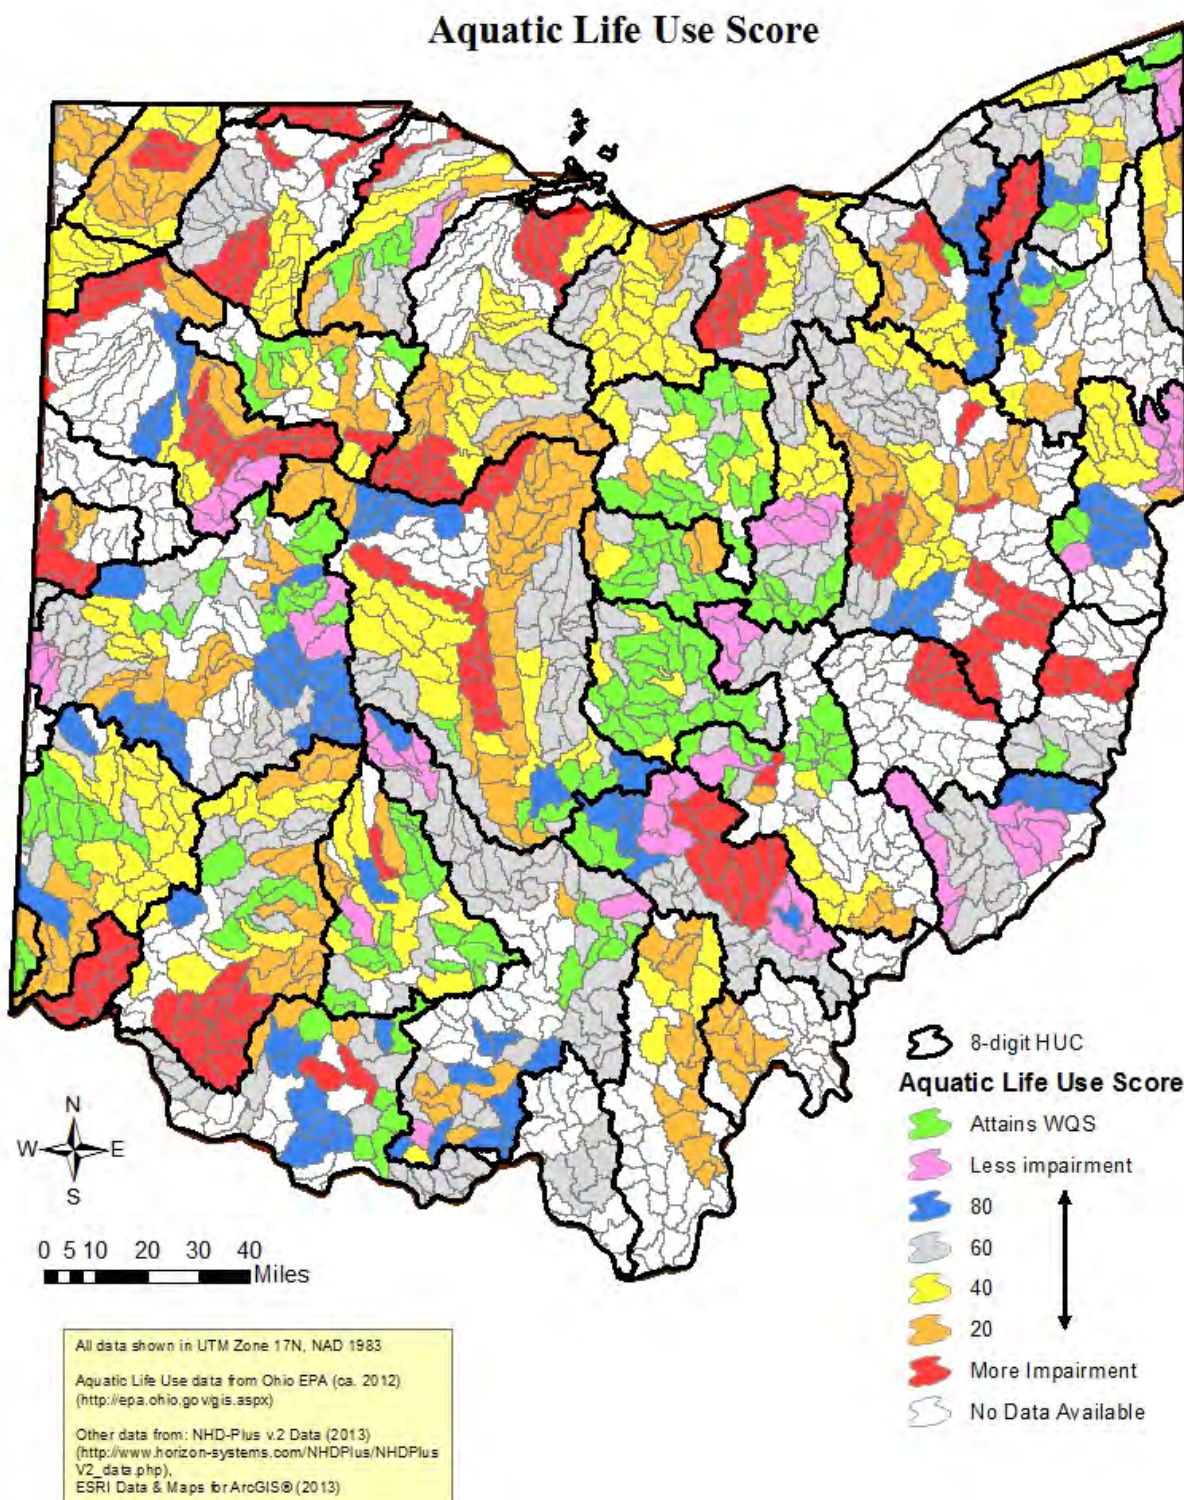 Aquatic Life Use Score
8-digit HUC
Aquatic Life Use Score
Attains WQS
Less impairment
80
60
40
20
More Impairment
No Data Available
N
W E
S
0 5 10 20 30 40
Miles
All data shown in UTM Zone 17N, NAD 1983
Aquatic Life Use data from Ohio EPA (ca. 2012)
(http://epa.ohio.gov/gis.aspx)
Other data from: NHD-Plus v.2 Data (2013)
(http://www.horizon-systems.com/NHDPlus/NHDPlus
V2_data.php),
ESRI Data & Maps for ArcGIS® (2013)